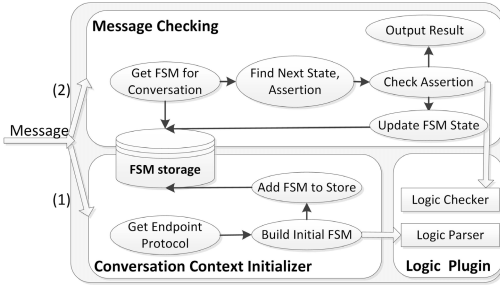 Message Checking
Output Result
Get FSM for
Conversation
Find Next State,
Assertion
Check Assertion
(2)
Update FSM State
Message
FSM storage
(1)
Add FSM to Store
Logic Checker
Get Endpoint
Protocol
Build Initial FSM
Logic Parser
Conversation Context Initializer
Logic Plugin